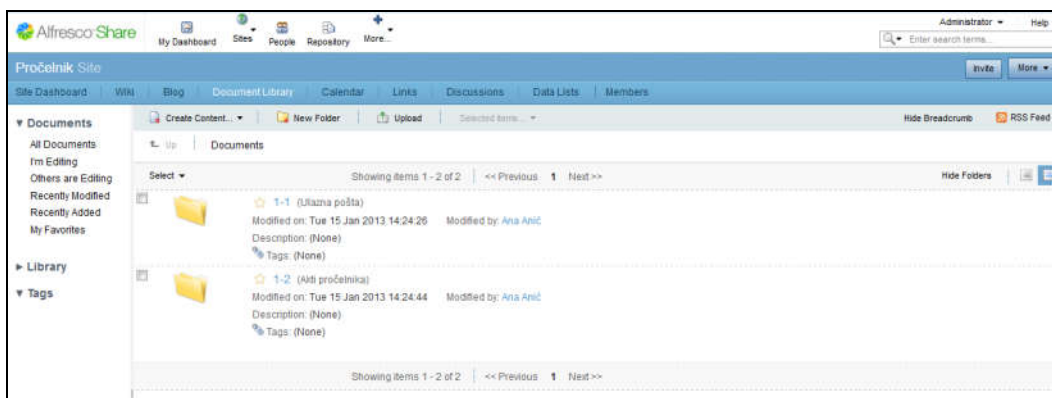 Alfresco Share
My Dashboard Sites People Repository More...
Administrator Help
Enter search terms...
Pročelnik Site
Invite More
Site Dashboard Wiki Blog Document Library Calendar Links Discussions Data Lists Members
Documents
Create Content... New Folder Upload Selected Items...
Hide Breadcrumb RSS Feed
All Documents
Up Documents
I'm Editing
Others are Editing
Select Showing items 1 - 2 of 2 << Previous 1 Next >> Hide Folders
Recently Modified
Recently Added
My Favorites
1-1 (Ulazna pošta)
Modified on: Tue 15 Jan 2013 14:24:26 Modified by: Ana Anić
Description: (None)
Tags: (None)
Library
Tags
1-2 (Akti pročelnika)
Modified on: Tue 15 Jan 2013 14:24:44 Modified by: Ana Anić
Description: (None)
Tags: (None)
Showing items 1 - 2 of 2 << Previous 1 Next >>